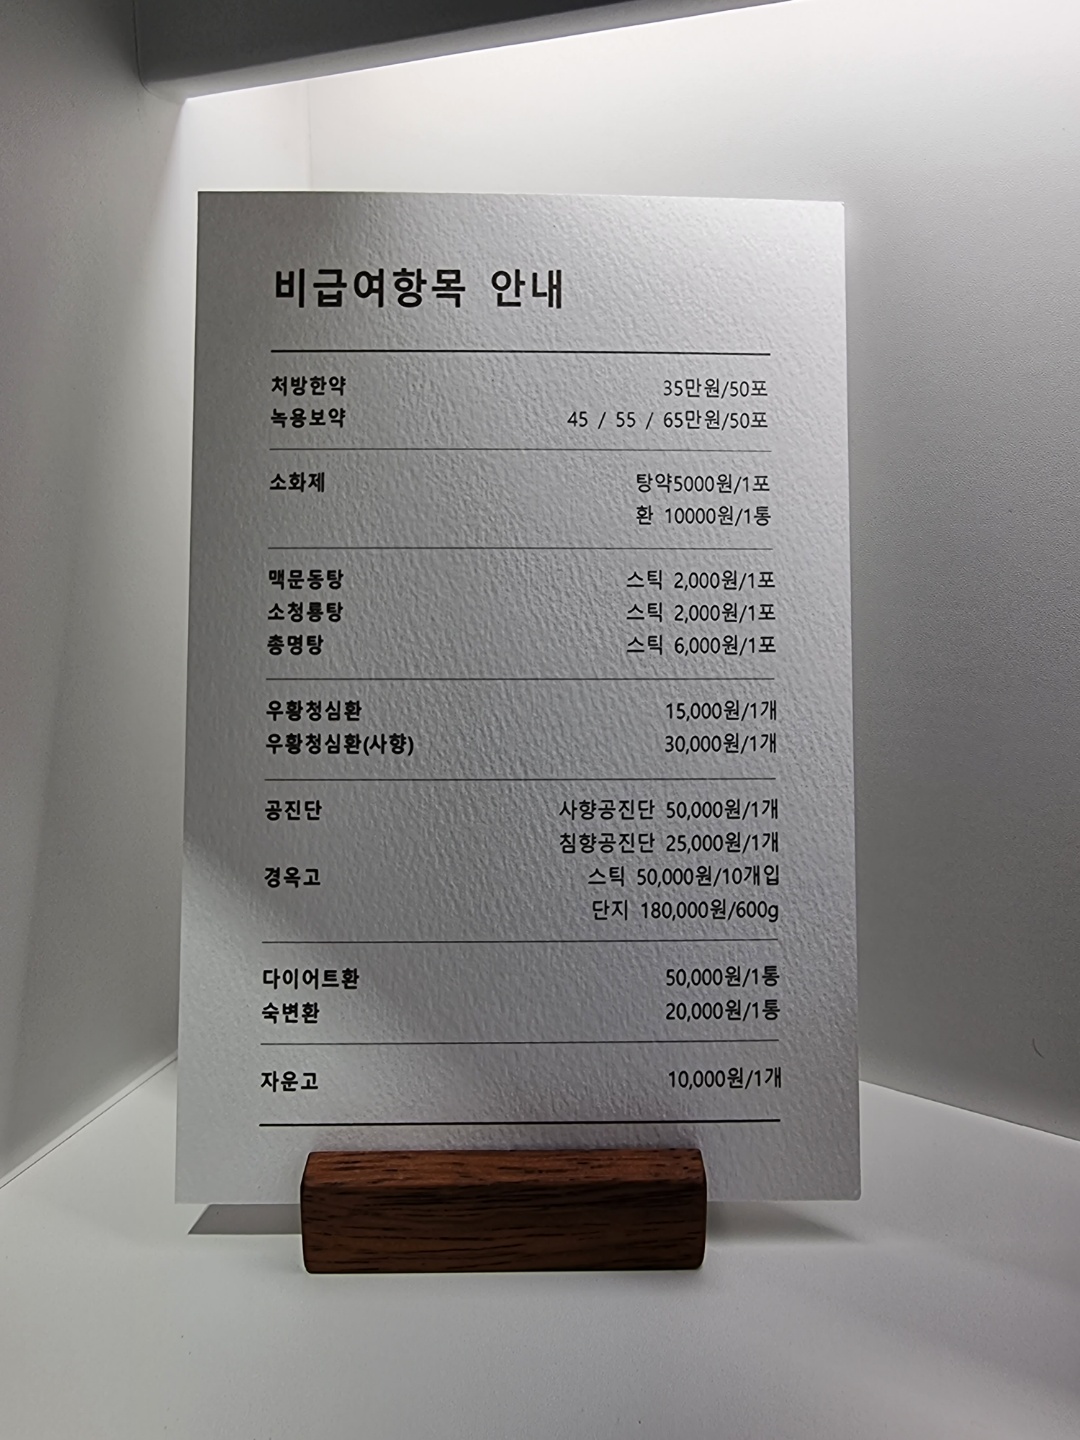 비급여항목 안내
처방한약 35만원/50포
녹용보약 45 / 55 / 65만원/50포
소화제 탕약5000원/1포
환 10000원/1통
맥문동탕 스틱 2,000원/1포
소청룡탕 스틱 2,000원/1포
총명탕 스틱 6,000원/1포
우황청심환 15,000원/1개
우황청심환(사향) 30,000원/1개
공진단 사향공진단 50,000원/1개
침향공진단 25,000원/1개
경옥고 스틱 50,000원/10개입
단지 180,000원/600g
다이어트환 50,000원/1통
숙변환 20,000원/1통
자운고 10,000원/1개